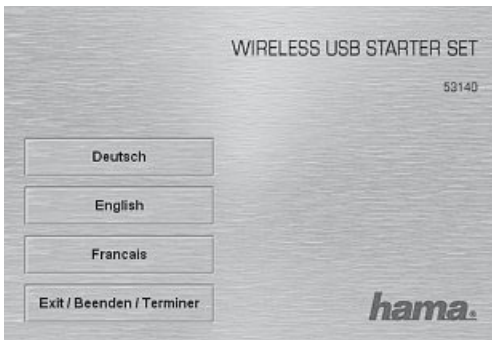 WIRELESS USB STARTER SET
53140
Deutsch
English
Francais
Exit / Beenden / Terminer
hama.